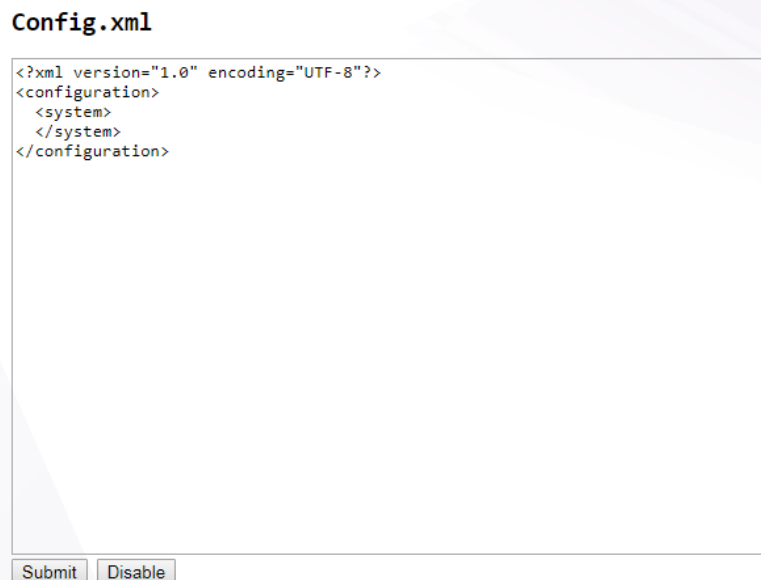 Config.xml
<?xml version="1.0" encoding="UTF-8"?>
<configuration>
  <system>
  </system>
</configuration>
Submit Disable